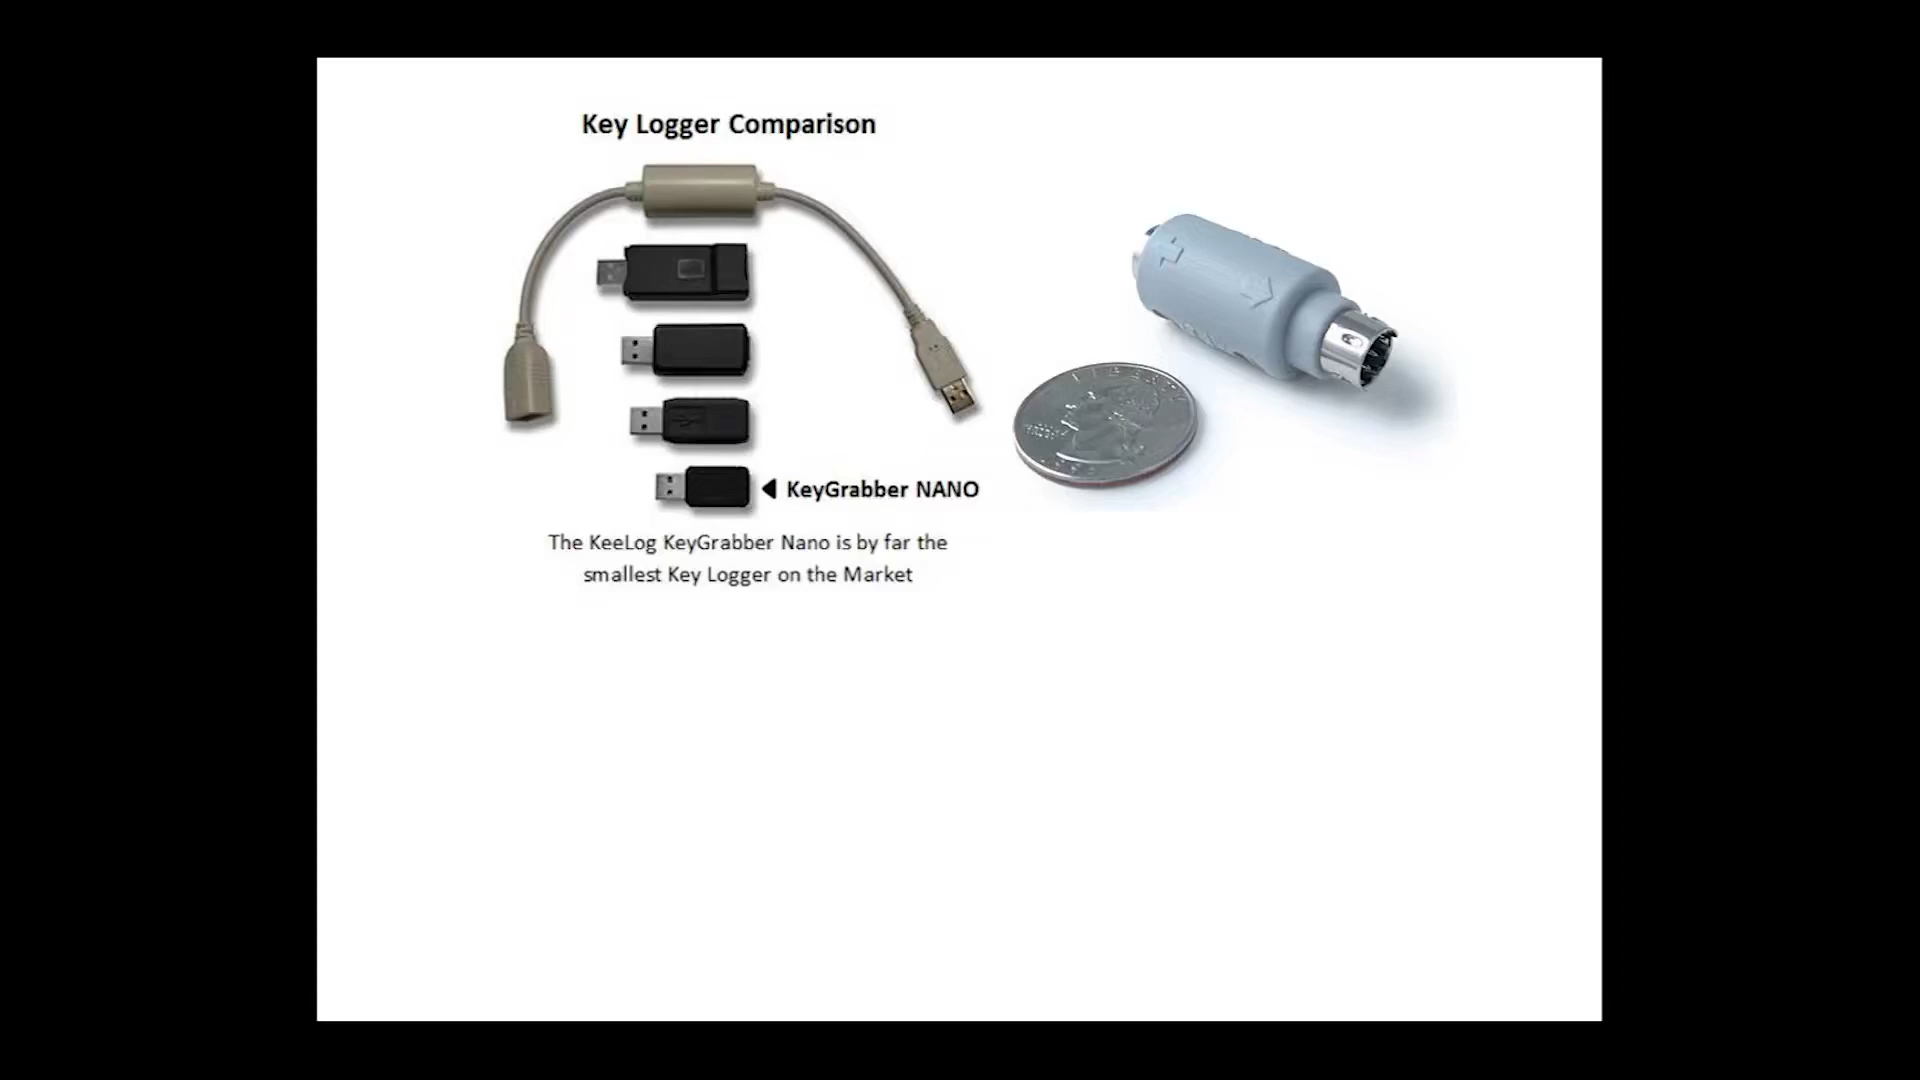 Key Logger Comparison
KeyGrabber NANO
The KeeLog KeyGrabber Nano is by far the
smallest Key Logger on the Market
LIBERTY